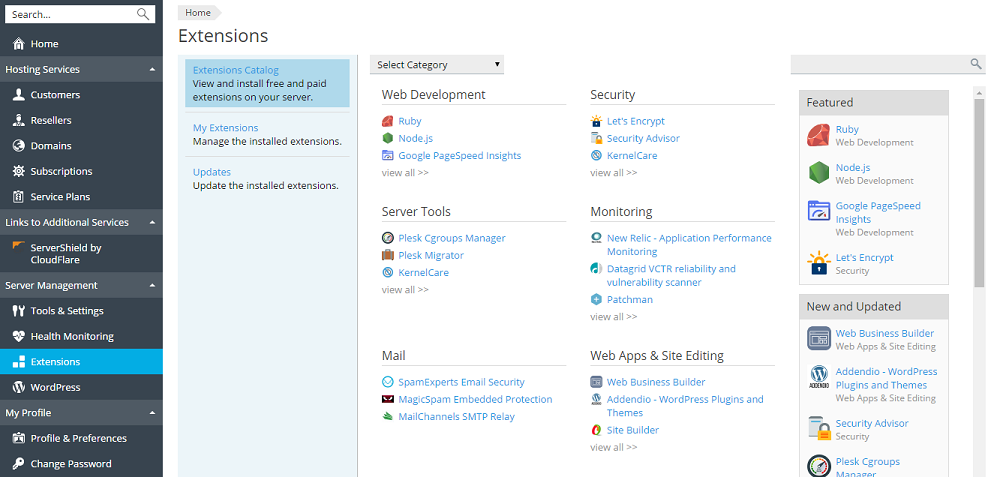 Search...
Home
Hosting Services
Customers
Resellers
Domains
Subscriptions
Service Plans
Links to Additional Services
ServerShield by
CloudFlare
Server Management
Tools & Settings
Health Monitoring
Extensions
WordPress
My Profile
Profile & Preferences
Change Password
Home
Extensions
Extensions Catalog
View and install free and paid
extensions on your server.
My Extensions
Manage the installed extensions.
Updates
Update the installed extensions.
Select Category
Web Development
Ruby
Node.js
Google PageSpeed Insights
view all >>
Security
Let's Encrypt
Security Advisor
KernelCare
view all >>
Server Tools
Plesk Cgroups Manager
Plesk Migrator
KernelCare
view all >>
Monitoring
New Relic - Application Performance
Monitoring
Datagrid VCTR reliability and
vulnerability scanner
Patchman
view all >>
Mail
SpamExperts Email Security
MagicSpam Embedded Protection
MailChannels SMTP Relay
Web Apps & Site Editing
Web Business Builder
Addendio - WordPress Plugins and
Themes
Site Builder
view all >>
Featured
Ruby
Web Development
Node.js
Web Development
Google PageSpeed
Insights
Web Development
Let's Encrypt
Security
New and Updated
Web Business Builder
Web Apps & Site Editing
ADDENDIO
Addendio - WordPress
Plugins and Themes
Web Apps & Site Editing
Security Advisor
Security
Plesk Cgroups
Manager